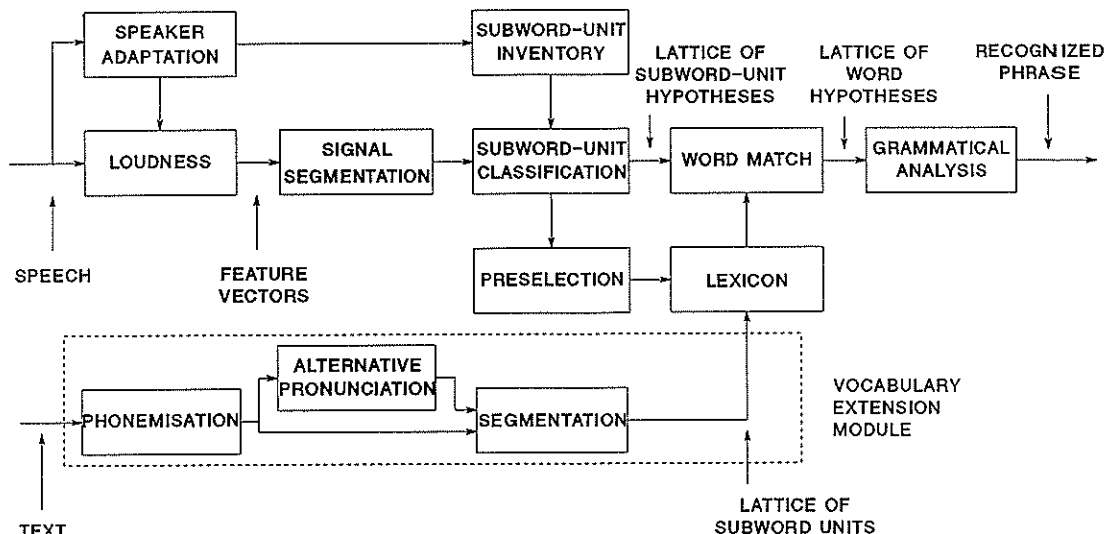 SPEAKER
ADAPTATION
SUBWORD-UNIT
INVENTORY
LATTICE OF
SUBWORD-UNIT
HYPOTHESES
LATTICE OF
WORD
HYPOTHESES
RECOGNIZED
PHRASE
LOUDNESS
SIGNAL
SEGMENTATION
SUBWORD-UNIT
CLASSIFICATION
WORD MATCH
GRAMMATICAL
ANALYSIS
SPEECH
FEATURE
VECTORS
PRESELECTION
LEXICON
ALTERNATIVE
PRONUNCIATION
PHONEMISATION
SEGMENTATION
VOCABULARY
EXTENSION
MODULE
TEXT
LATTICE OF
SUBWORD UNITS